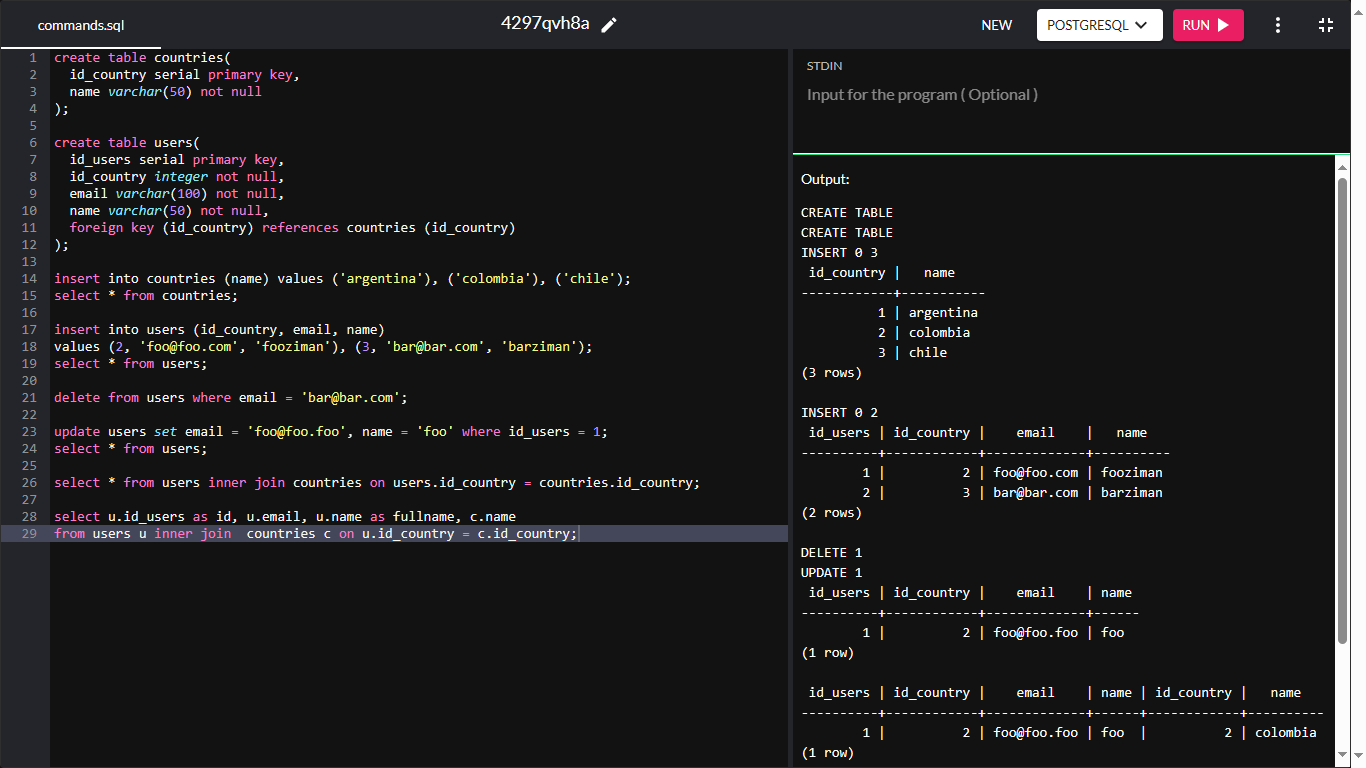 commands.sql
4297qvh8a
NEW
POSTGRESQL
RUN
1 create table countries(
2   id_country serial primary key,
3   name varchar(50) not null
4 );
5
6 create table users(
7   id_users serial primary key,
8   id_country integer not null,
9   email varchar(100) not null,
10   name varchar(50) not null,
11   foreign key (id_country) references countries (id_country)
12 );
13
14 insert into countries (name) values ('argentina'), ('colombia'), ('chile');
15 select * from countries;
16
17 insert into users (id_country, email, name)
18 values (2, 'foo@foo.com', 'fooziman'), (3, 'bar@bar.com', 'barziman');
19 select * from users;
20
21 delete from users where email = 'bar@bar.com';
22
23 update users set email = 'foo@foo.foo', name = 'foo' where id_users = 1;
24 select * from users;
25
26 select * from users inner join countries on users.id_country = countries.id_country;
27
28 select u.id_users as id, u.email, u.name as fullname, c.name
29 from users u inner join  countries c on u.id_country = c.id_country;
STDIN
Input for the program ( Optional )
Output:
CREATE TABLE
CREATE TABLE
INSERT 0 3
 id_country |   name
------------+-----------
          1 | argentina
          2 | colombia
          3 | chile
(3 rows)

INSERT 0 2
 id_users | id_country |    email    |   name
----------+------------+-------------+----------
        1 |          2 | foo@foo.com | fooziman
        2 |          3 | bar@bar.com | barziman
(2 rows)

DELETE 1
UPDATE 1
 id_users | id_country |    email    | name
----------+------------+-------------+------
        1 |          2 | foo@foo.foo | foo
(1 row)

 id_users | id_country |    email    | name | id_country |   name
----------+------------+-------------+------+------------+----------
        1 |          2 | foo@foo.foo | foo  |          2 | colombia
(1 row)